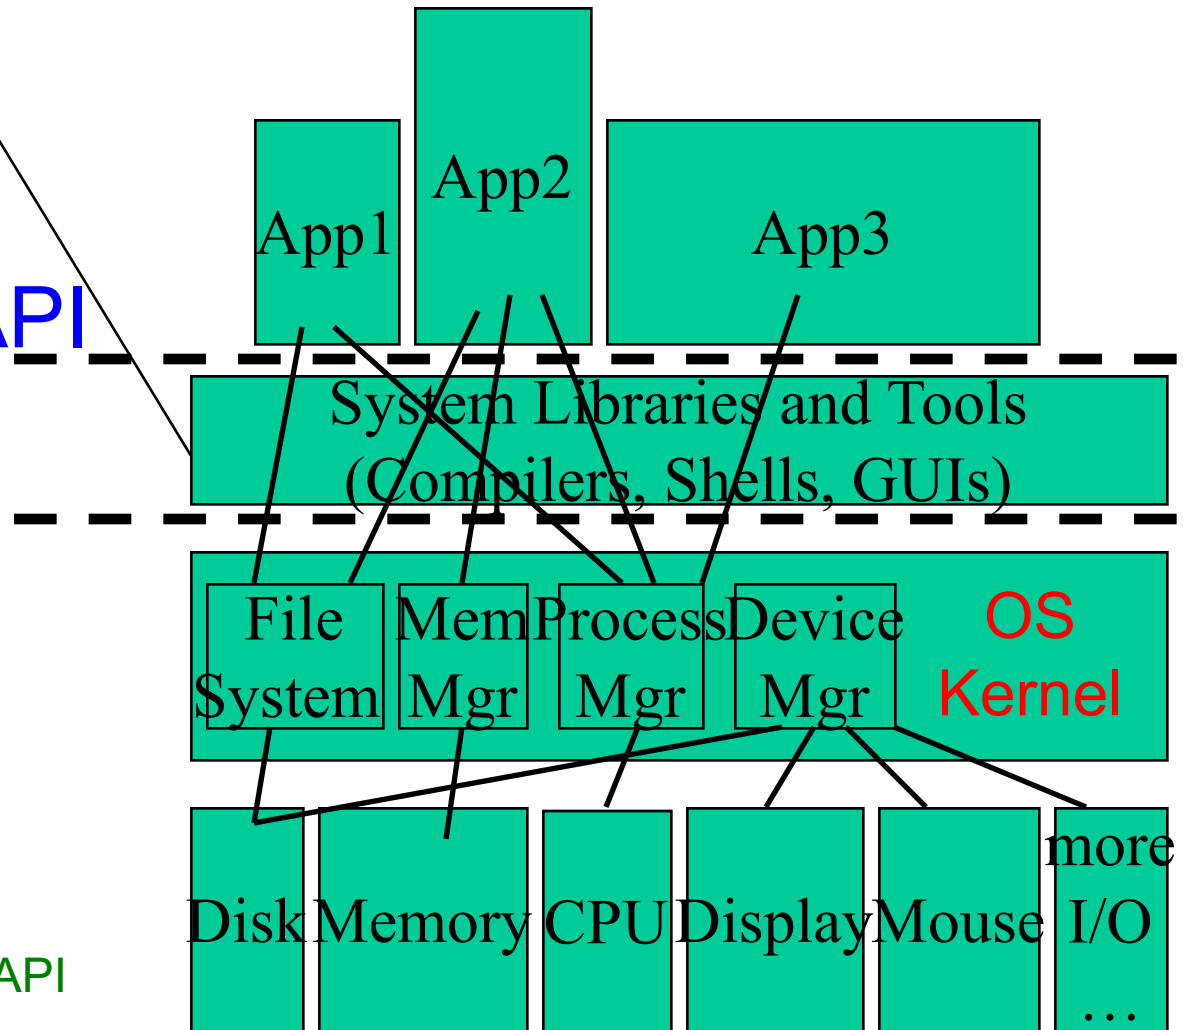 App1
App2
App3
API
System Libraries and Tools
(Compilers, Shells, GUIs)
File
System
Mem
Mgr
Process
Mgr
Device
Mgr
OS
Kernel
Disk
Memory
CPU
Display
Mouse
more
I/O
…
API